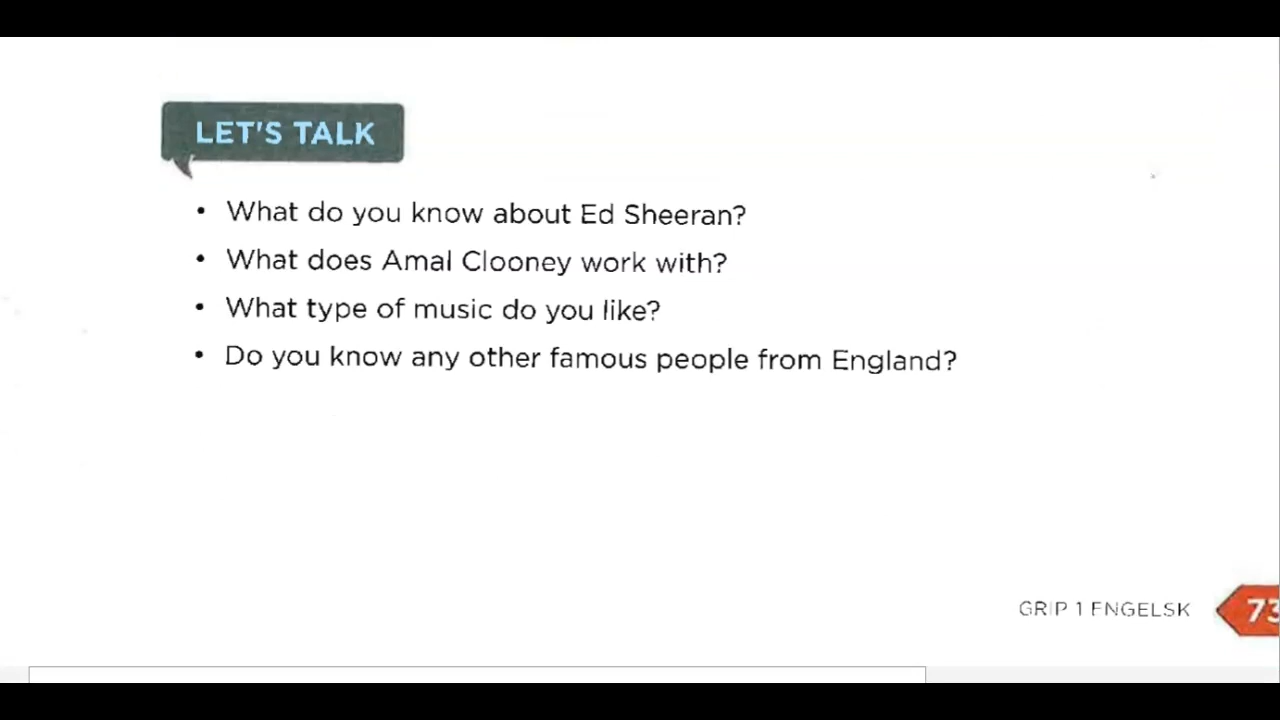 LET'S TALK
• What do you know about Ed Sheeran?
• What does Amal Clooney work with?
• What type of music do you like?
• Do you know any other famous people from England?
GRIP 1 ENGELSK
73